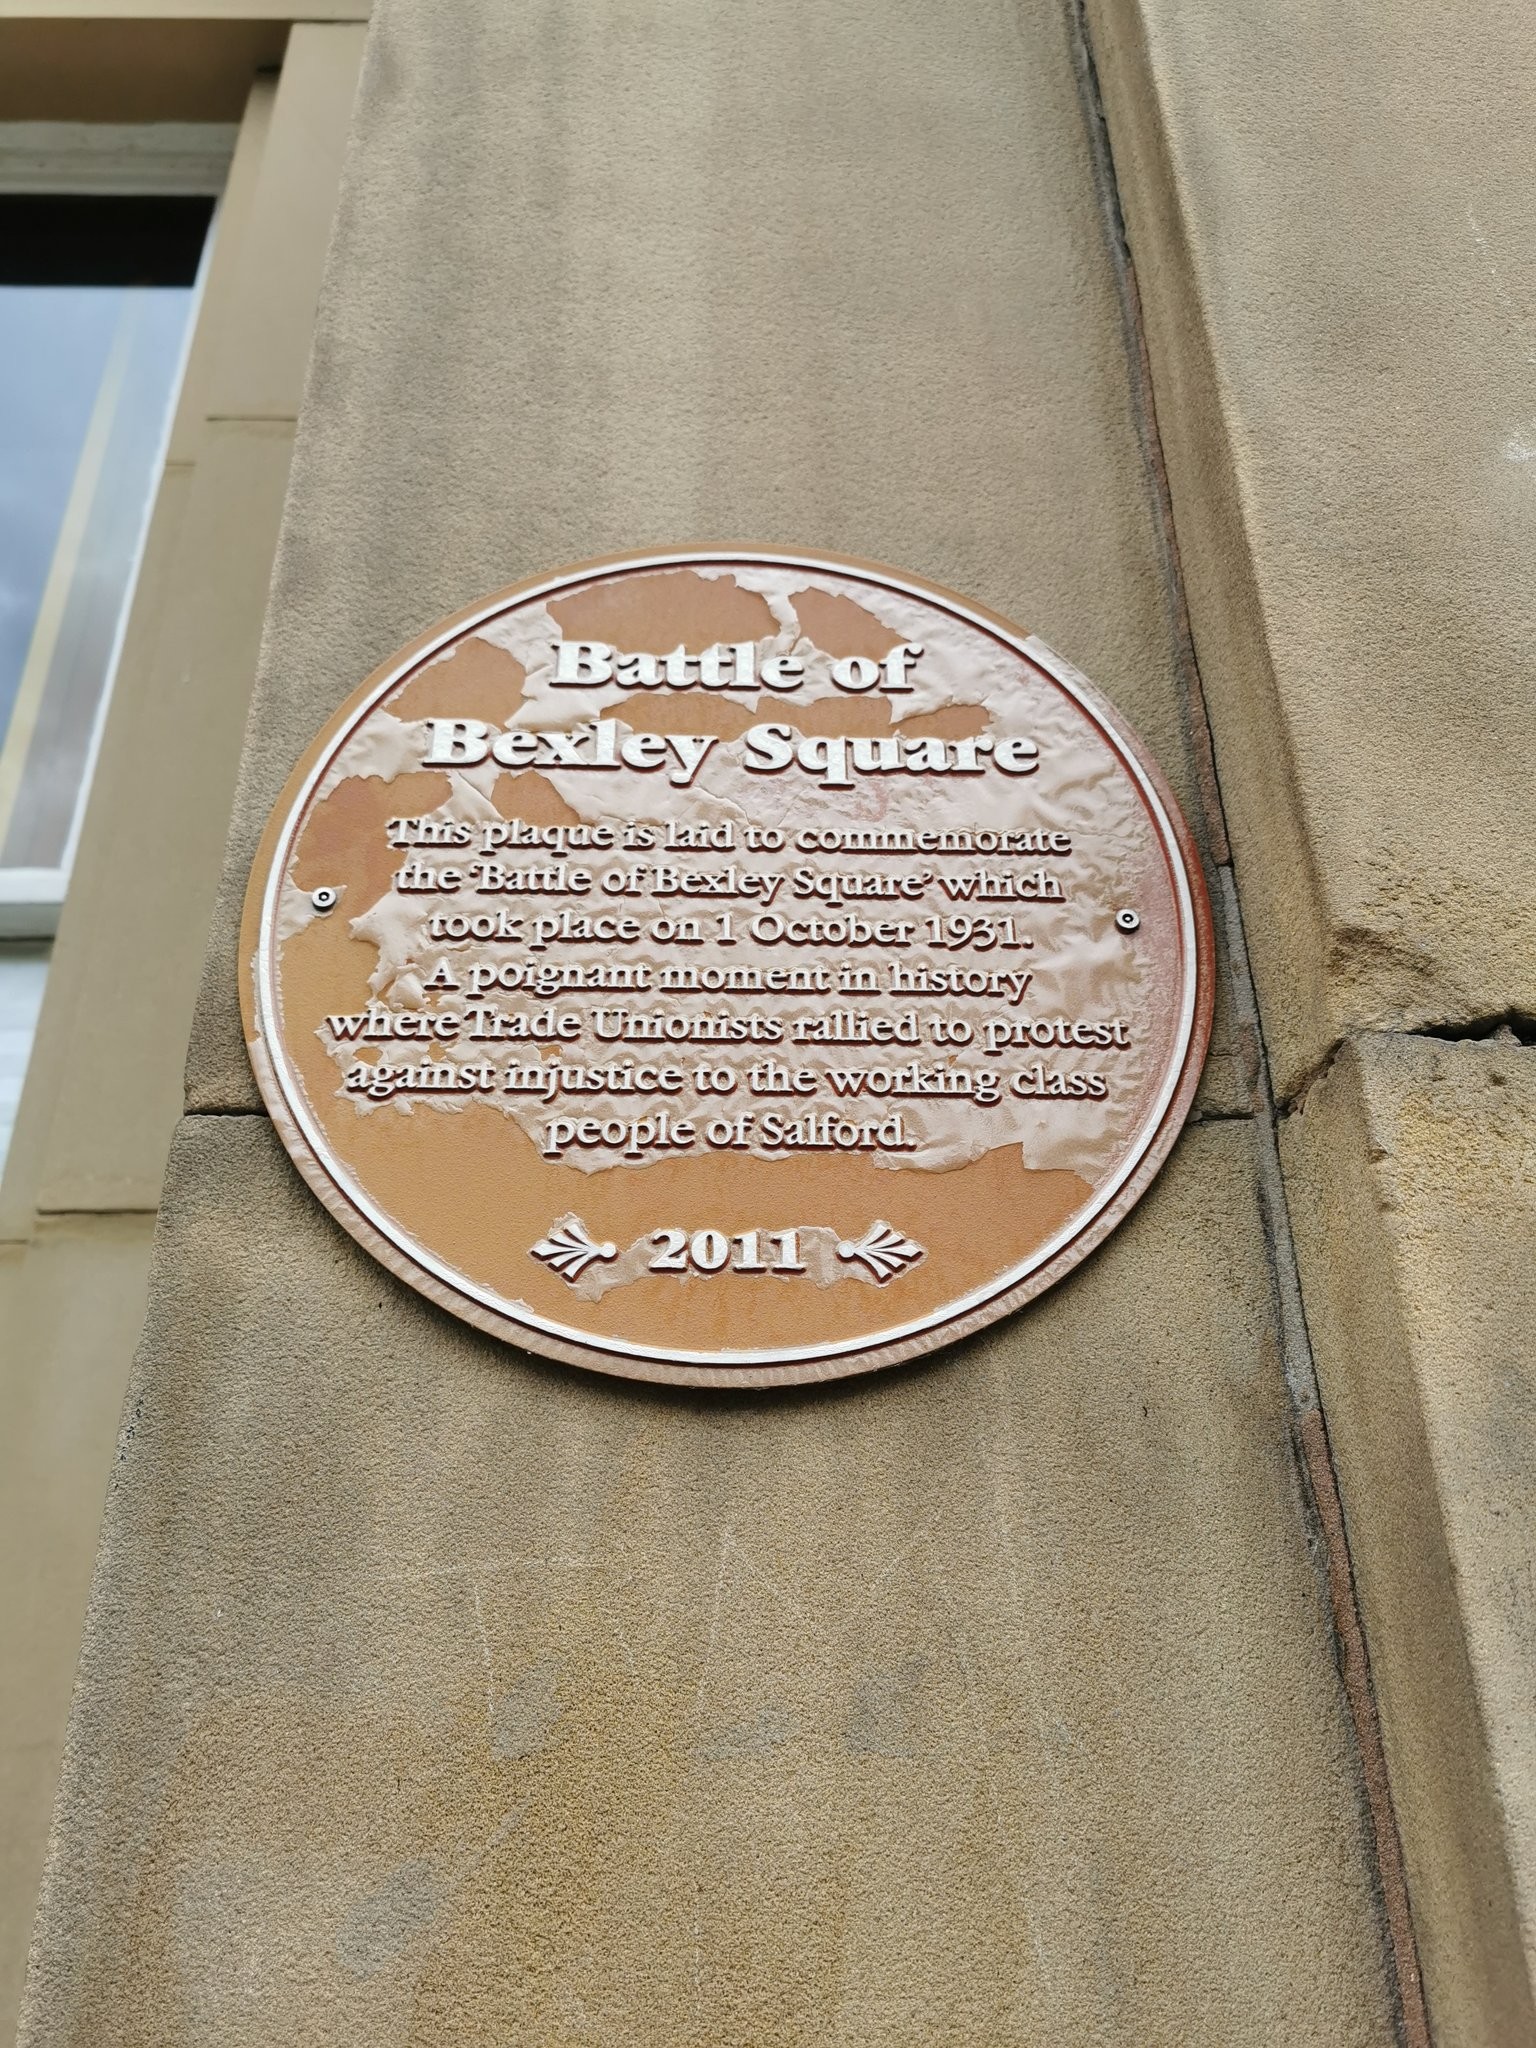 Battle of
Bexley Square
This plaque is laid to commemorate
the 'Battle of Bexley Square' which
took place on 1 October 1931.
A poignant moment in history
where Trade Unionists rallied to protest
against injustice to the working class
people of Salford.
2011